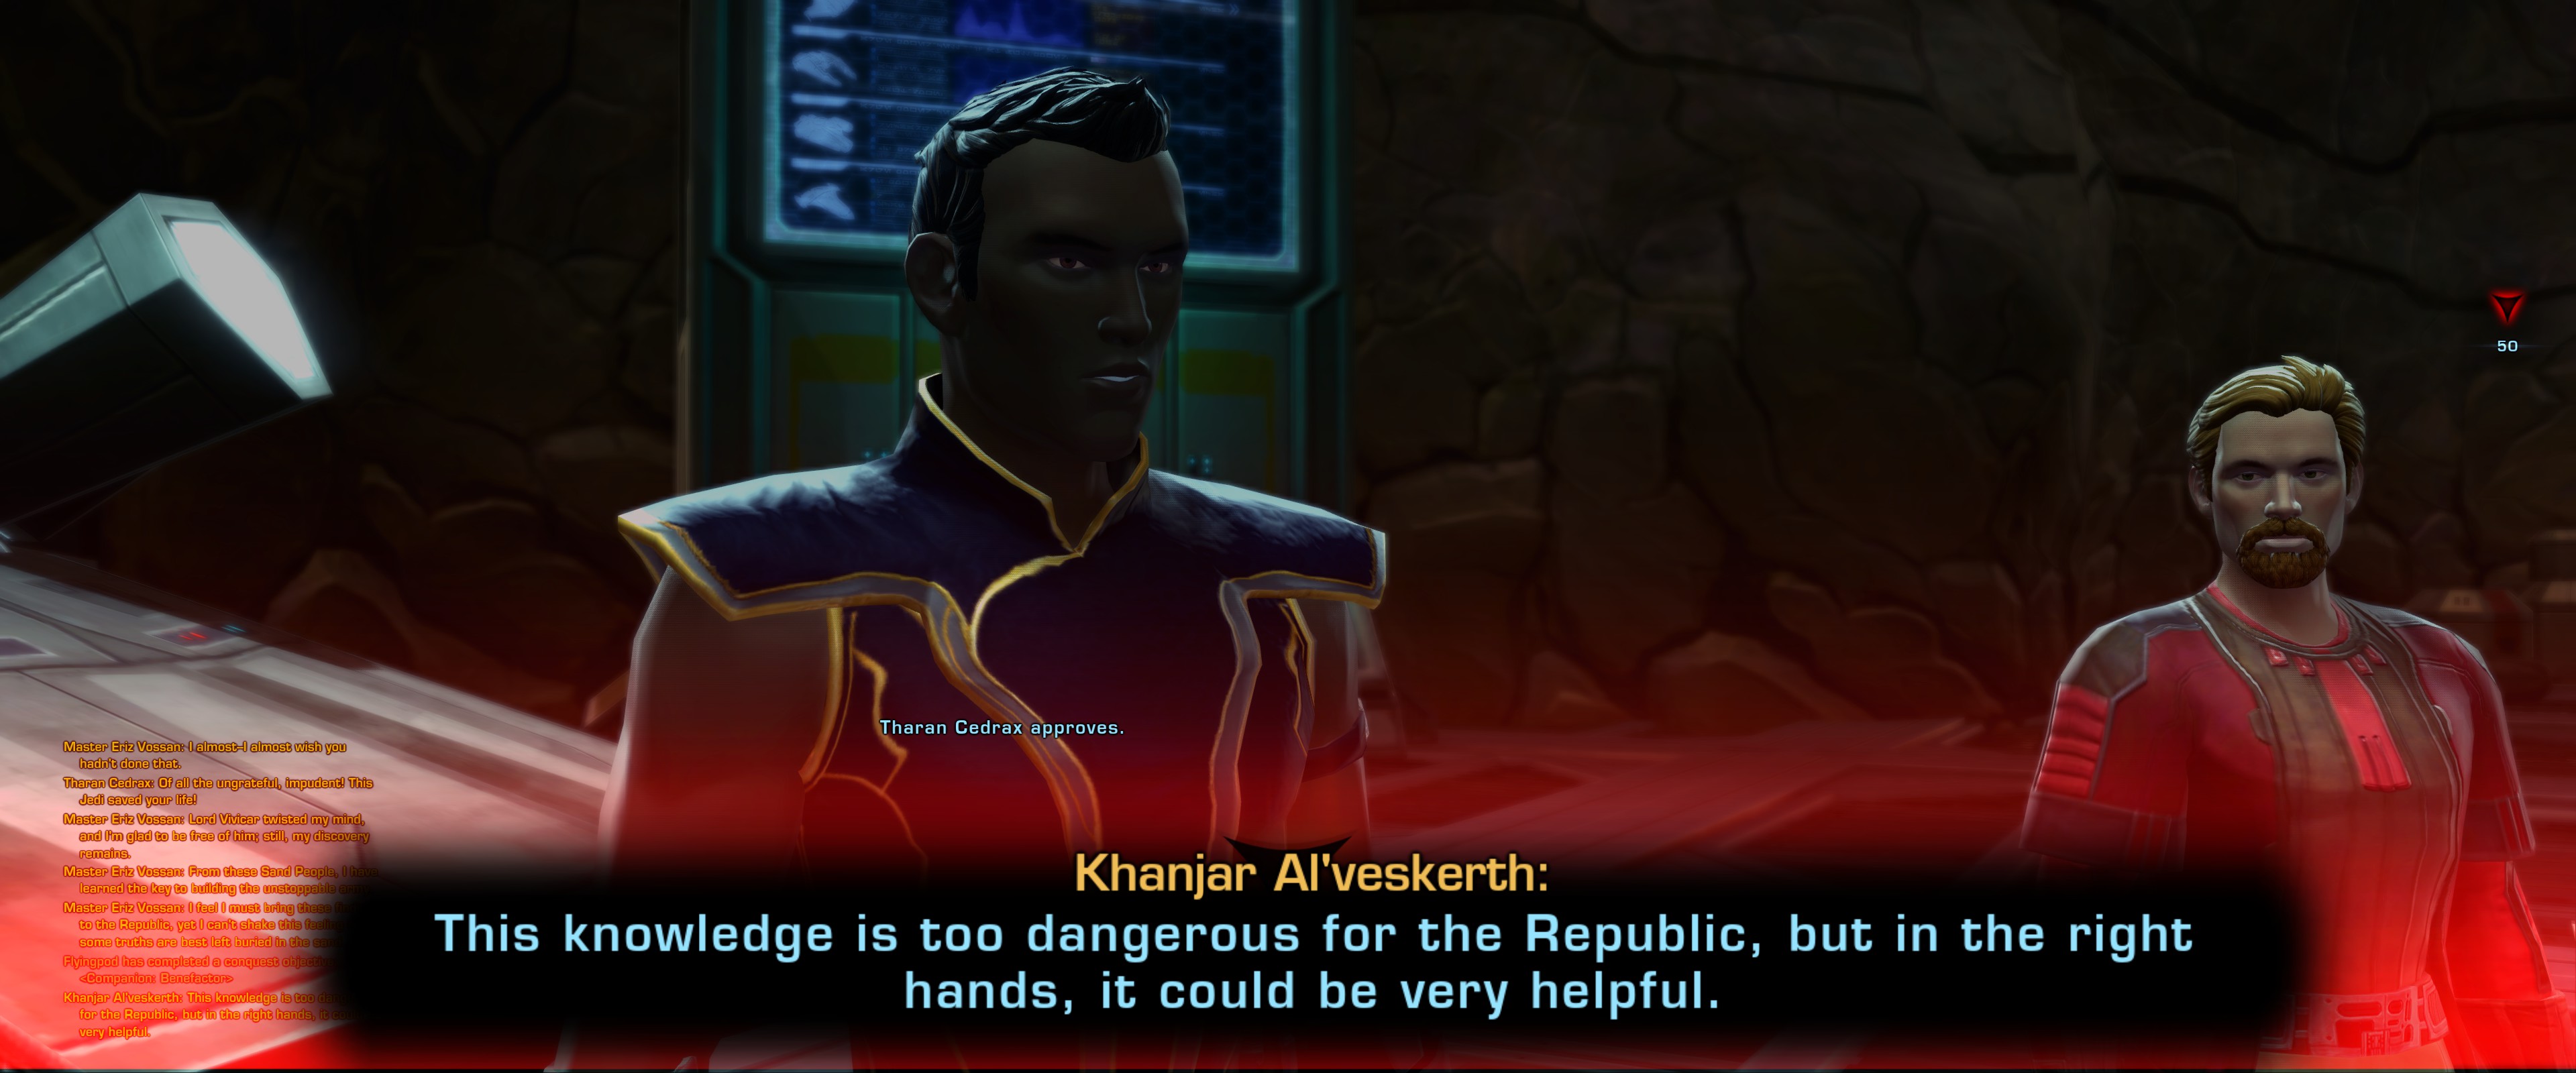 50
Tharan Cedrax approves.
Master Eriz Vossan: I almost-I almost wish you
hadn't done that.
Tharan Cedrax: Of all the ungrateful, impudent! This
Jedi saved your life!
Master Eriz Vossan: Lord Vivicar twisted my mind,
and I'm glad to be free of him; still, my discovery
remains.
Master Eriz Vossan: From these Sand People, I have
learned the key to building the unstoppable
Master Eriz Vossan: I feel I must bring these
to the Republic, yet I can't shake this feeling
some truths are best left buried in the
Flyingpod has completed a conquest objective
<Companion: Benefactor>
Khanjar Al'veskerth: This knowledge is too
for the Republic, but in the right hands, it
very helpful.
Khanjar Al'veskerth:
This knowledge is too dangerous for the Republic, but in the right
hands, it could be very helpful.